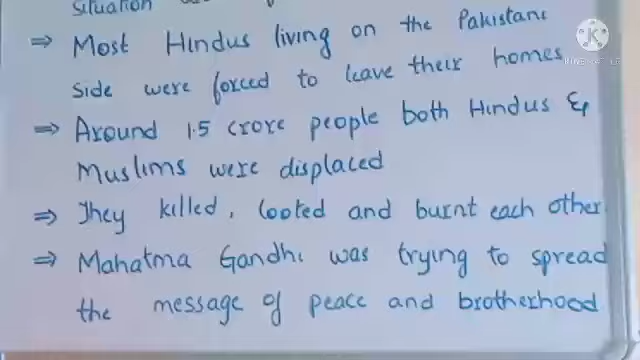 Situation
⇒ Most Hindus living on the Pakistani
side were forced to leave their homes
⇒ Around 1.5 crore people both Hindus &
Muslims were displaced
⇒ They killed, looted and burnt each other
⇒ Mahatma Gandhi was trying to spread
the message of peace and brotherhood